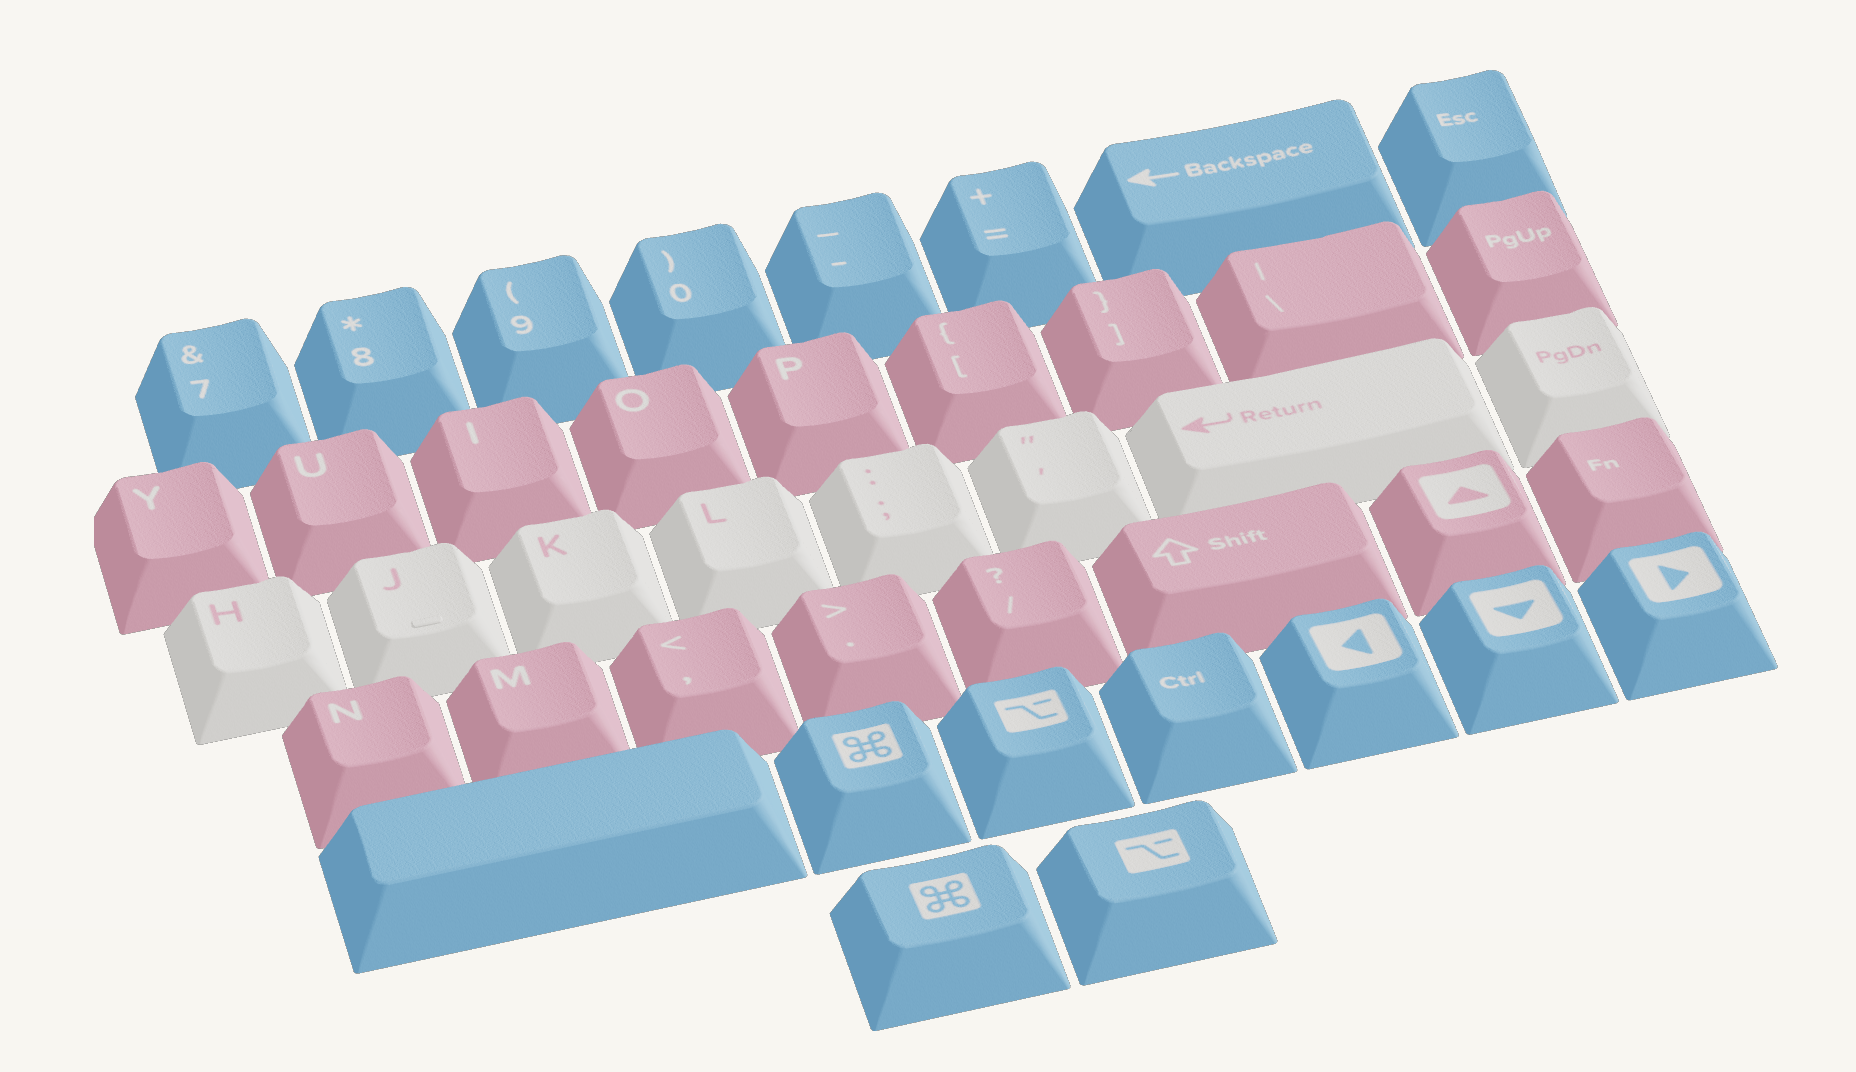 & 7
* 8
( 9
) 0
_ -
+ =
← Backspace
Esc
Y
U
I
O
P
{ [
} ]
| \
PgUp
H
J
K
L
: ;
" '
↵ Return
PgDn
N
M
< ,
> .
? /
⇧ Shift
▲
Fn
⌘
⌥
Ctrl
◀
▼
▶
⌘
⌥